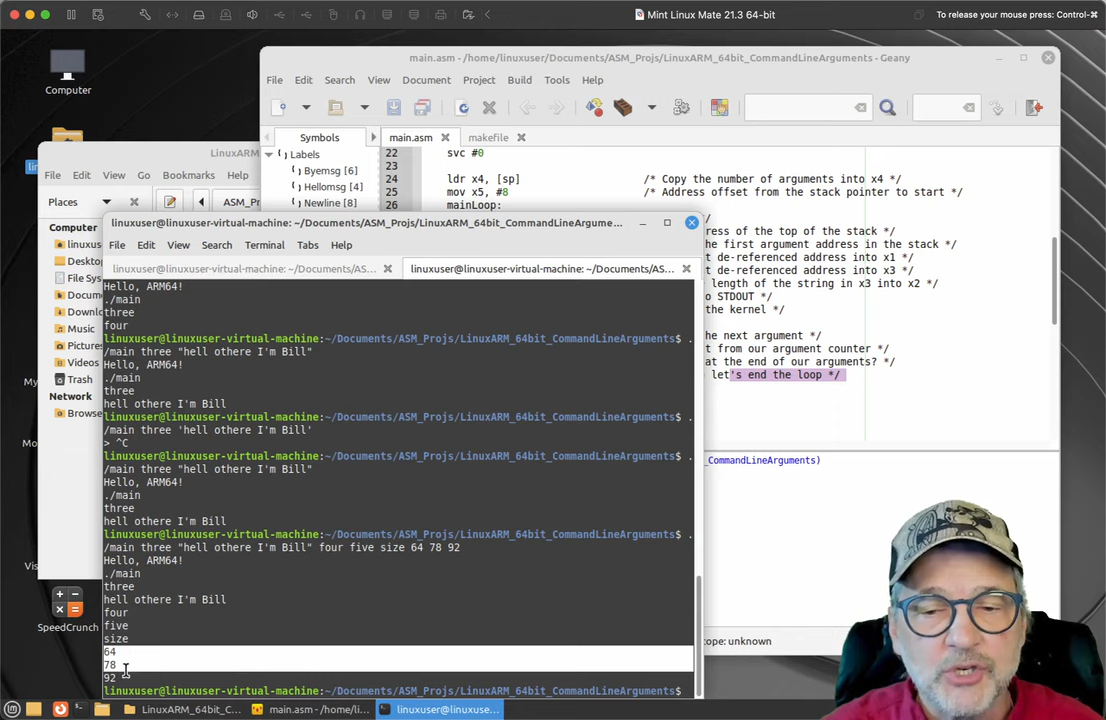 Mint Linux Mate 21.3 64-bit
To release your mouse press: Control-⌘
Computer
main.asm - /home/linuxuser/Documents/ASM_Projs/LinuxARM_64bit_CommandLineArguments - Geany
File Edit Search View Document Project Build Tools Help
Symbols
main.asm
makefile
Labels
Byemsg [6]
Hellomsg [4]
Newline [8]
22 svc #0
23
24 ldr x4, [sp] /* Copy the number of arguments into x4 */
25 mov x5, #8 /* Address offset from the stack pointer to start */
26 mainLoop:
*/
ress of the top of the stack */
he first argument address in the stack */
t de-referenced address into x1 */
t de-referenced address into x3 */
length of the string in x3 into x2 */
o STDOUT */
the kernel */
he next argument */
t from our argument counter */
at the end of our arguments? */
let's end the loop */
_CommandLineArguments)
cope: unknown
LinuxARM
File Edit View Go Bookmarks Help
Places
ASM_Pr
Computer
linuxus
Desktop
File Sys
Docum
Downl
Music
Picture
Videos
Trash
Network
Browse
My
Net
Vis
SpeedCrunch
linuxuser@linuxuser-virtual-machine: ~/Documents/ASM_Projs/LinuxARM_64bit_CommandLineArgume...
File Edit View Search Terminal Tabs Help
linuxuser@linuxuser-virtual-machine: ~/Documents/AS...
linuxuser@linuxuser-virtual-machine: ~/Documents/AS...
Hello, ARM64!
./main
three
four
linuxuser@linuxuser-virtual-machine:~/Documents/ASM_Projs/LinuxARM_64bit_CommandLineArguments$ .
/main three "hell othere I'm Bill"
Hello, ARM64!
./main
three
hell othere I'm Bill
linuxuser@linuxuser-virtual-machine:~/Documents/ASM_Projs/LinuxARM_64bit_CommandLineArguments$ .
/main three 'hell othere I'm Bill'
> ^C
linuxuser@linuxuser-virtual-machine:~/Documents/ASM_Projs/LinuxARM_64bit_CommandLineArguments$ .
/main three "hell othere I'm Bill"
Hello, ARM64!
./main
three
hell othere I'm Bill
linuxuser@linuxuser-virtual-machine:~/Documents/ASM_Projs/LinuxARM_64bit_CommandLineArguments$ .
/main three "hell othere I'm Bill" four five size 64 78 92
Hello, ARM64!
./main
three
hell othere I'm Bill
four
five
size
64
78
92
linuxuser@linuxuser-virtual-machine:~/Documents/ASM_Projs/LinuxARM_64bit_CommandLineArguments$
LinuxARM_64bit_C...
main.asm - /home/li...
linuxuser@linuxuse...